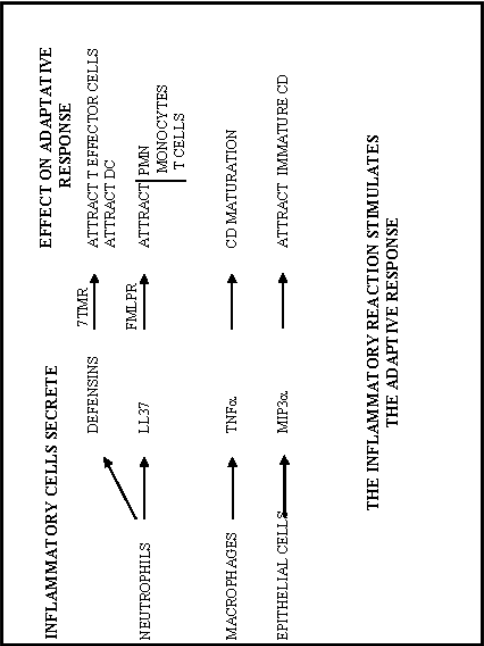 INFLAMMATORY CELLS SECRETE
EFFECT ON ADAPTATIVE
RESPONSE
7TMR
DEFENSINS
ATTRACT T EFFECTOR CELLS
ATTRACT DC
FMLPR
NEUTROPHILS
LL37
ATTRACT PMN
MONOCYTES
T CELLS
MACROPHAGES
TNFα
CD MATURATION
EPITHELIAL CELLS
MIP3α
ATTRACT IMMATURE CD
THE INFLAMMATORY REACTION STIMULATES
THE ADAPTIVE RESPONSE